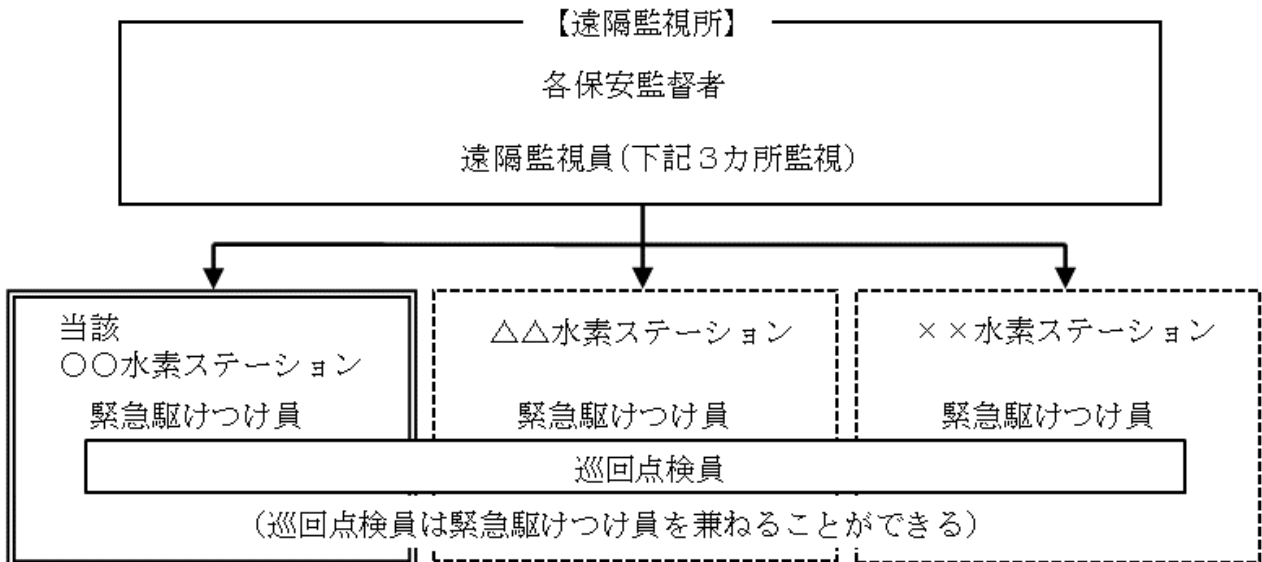 【遠隔監視所】
各保安監督者
遠隔監視員(下記３カ所監視)
当該
○○水素ステーション
緊急駆けつけ員
△△水素ステーション
緊急駆けつけ員
××水素ステーション
緊急駆けつけ員
巡回点検員
(巡回点検員は緊急駆けつけ員を兼ねることができる)